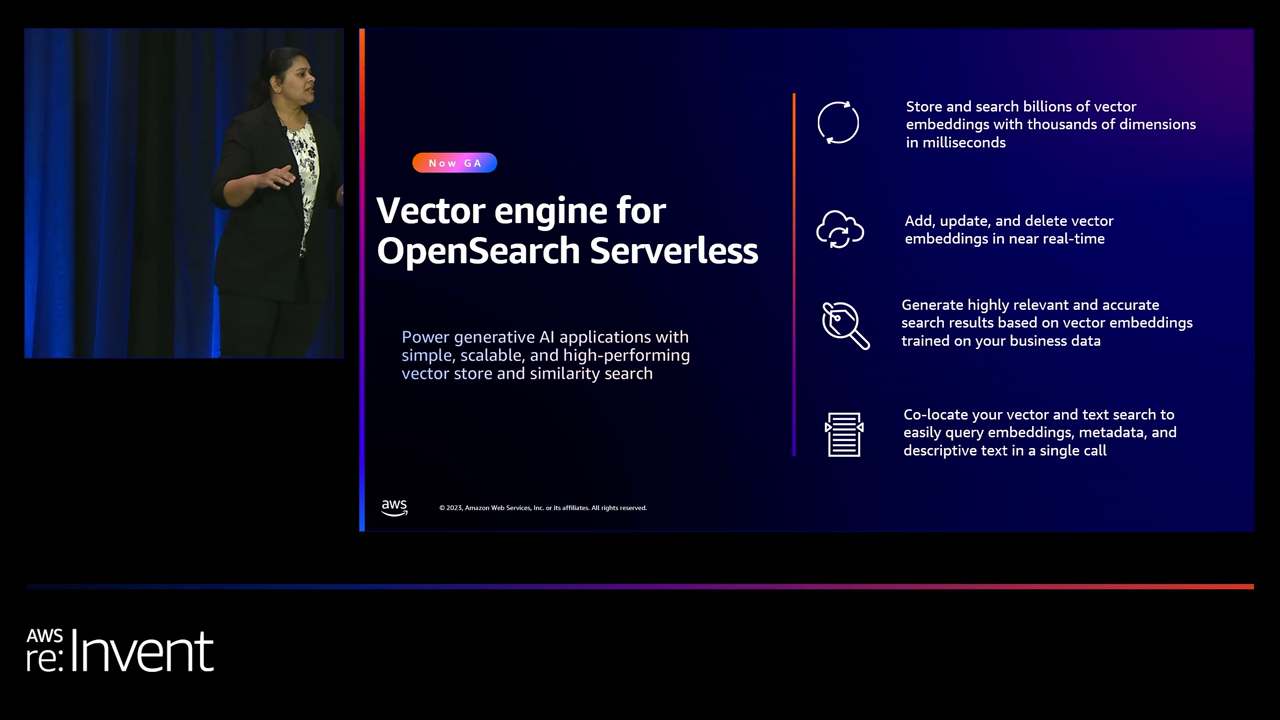 Now GA
Vector engine for
OpenSearch Serverless
Power generative AI applications with
simple, scalable, and high-performing
vector store and similarity search
Store and search billions of vector
embeddings with thousands of dimensions
in milliseconds
Add, update, and delete vector
embeddings in near real-time
Generate highly relevant and accurate
search results based on vector embeddings
trained on your business data
Co-locate your vector and text search to
easily query embeddings, metadata, and
descriptive text in a single call
aws
© 2023, Amazon Web Services, Inc. or its affiliates. All rights reserved.
AWS
re:Invent